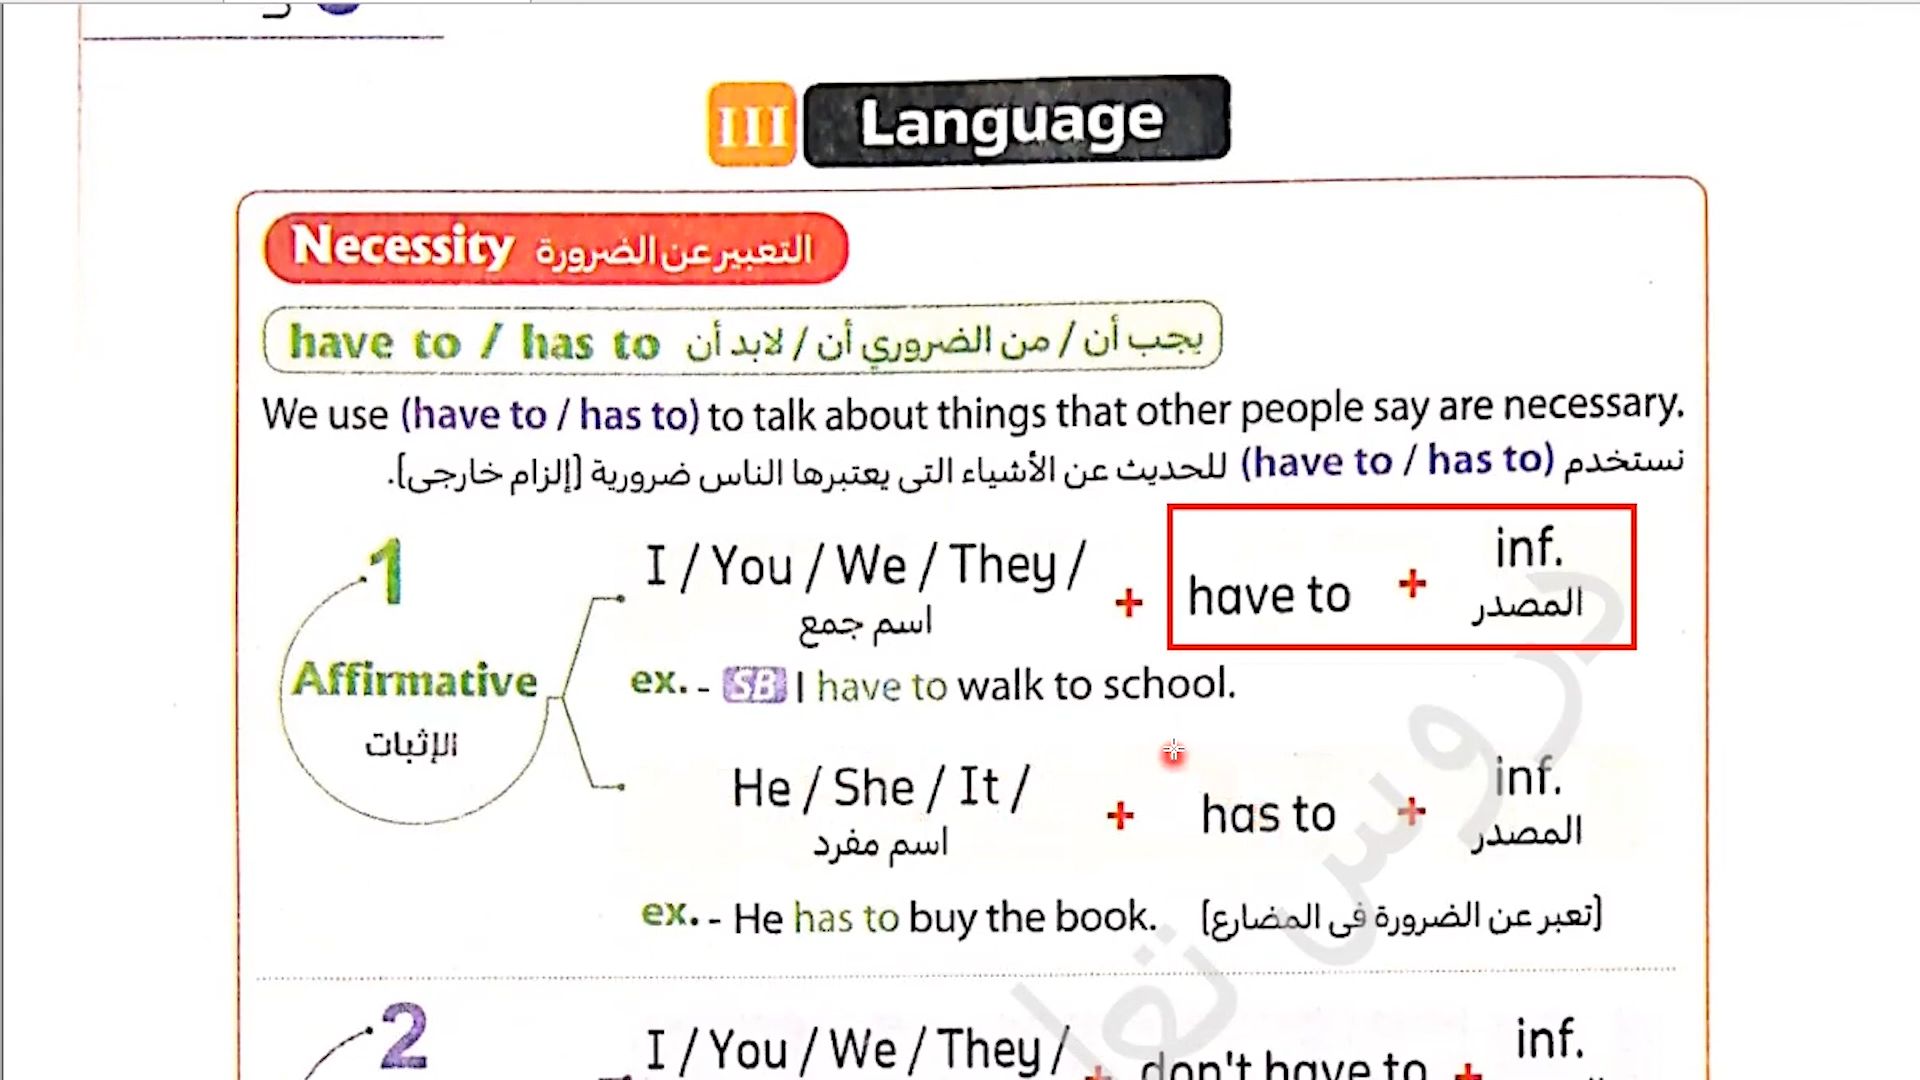 III Language
Necessity التعبير عن الضرورة
have to / has to يجب أن / من الضروري أن / لابد أن
We use (have to / has to) to talk about things that other people say are necessary.
نستخدم (have to / has to) للحديث عن الأشياء التى يعتبرها الناس ضرورية [إلزام خارجى].
1
Affirmative
الإثبات
I / You / We / They / + have to + inf.
اسم جمع المصدر
ex. - SB I have to walk to school.
He / She / It / + has to + inf.
اسم مفرد المصدر
ex. - He has to buy the book. [تعبر عن الضرورة فى المضارع]
2
I / You / We / They / + don't have to + inf.
دروس